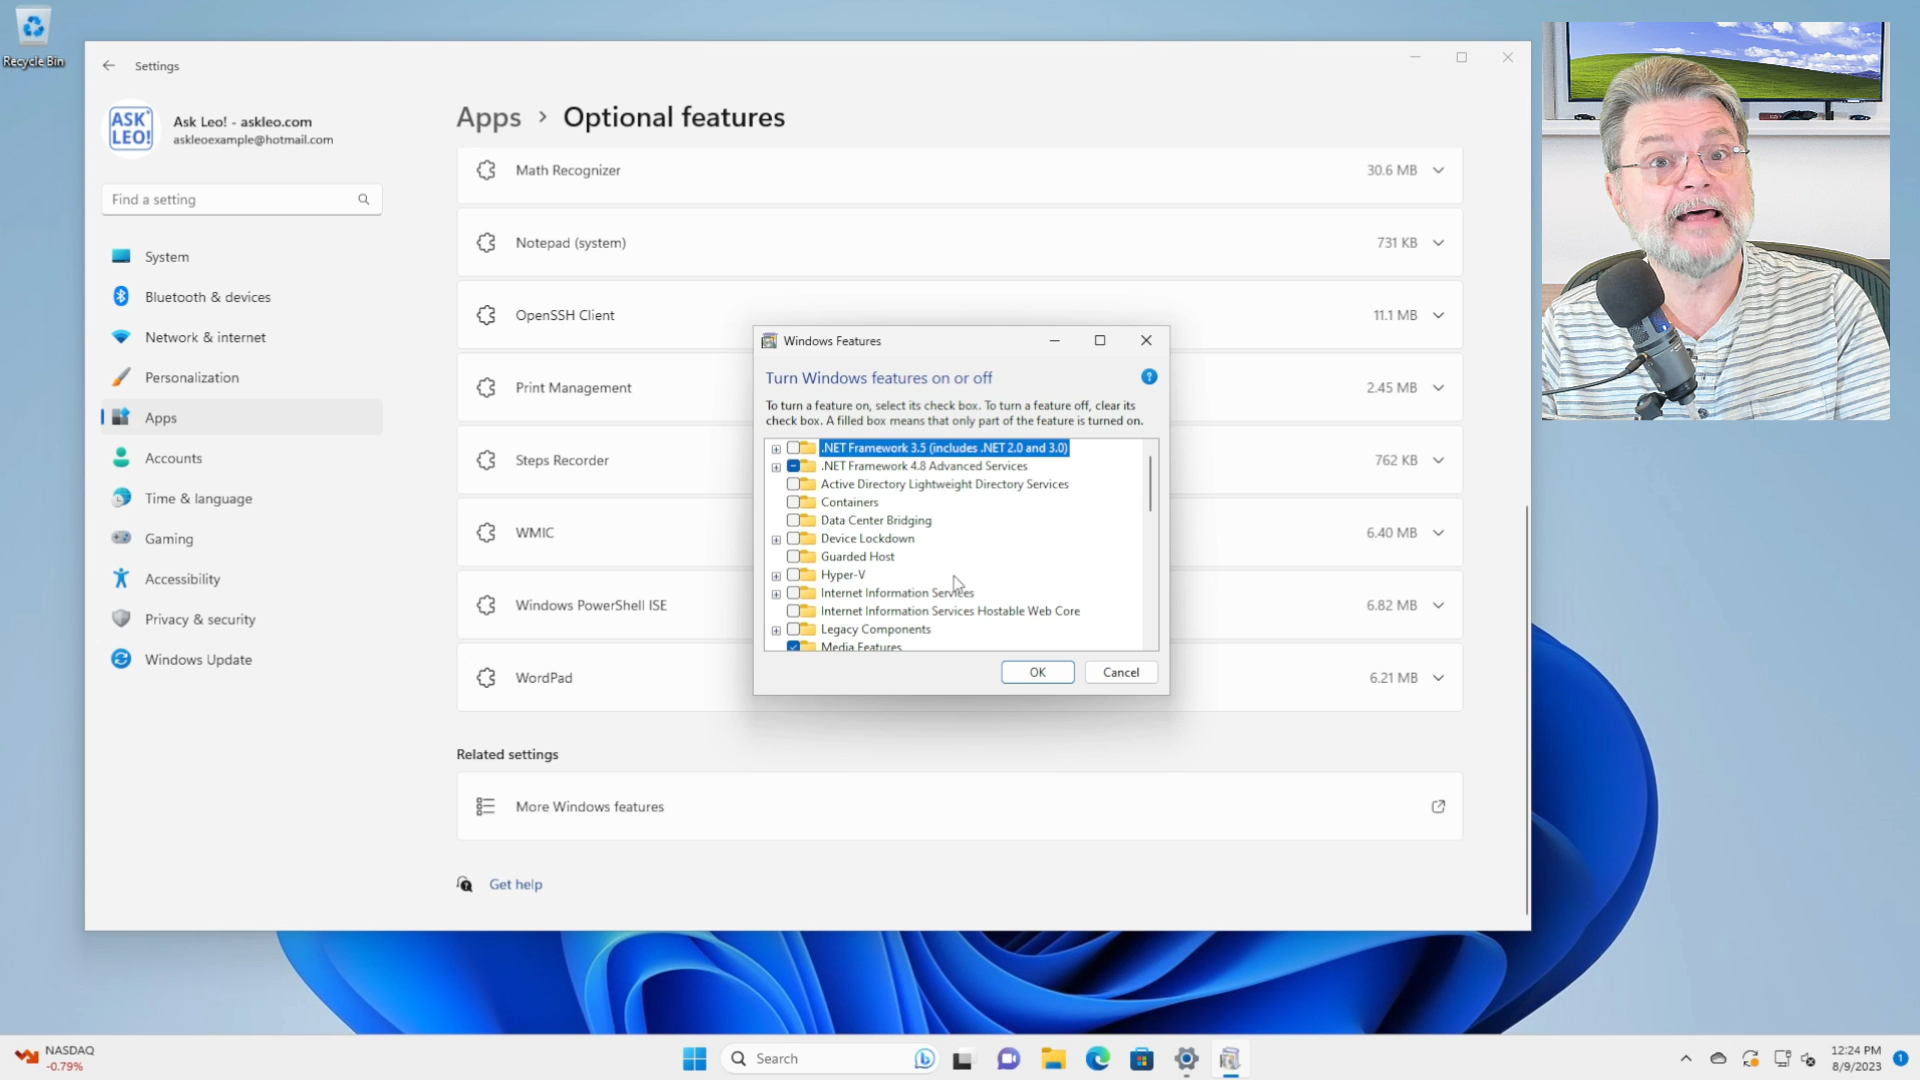 Recycle Bin
Settings
ASK LEO!
Ask Leo! - askleo.com
askleoexample@hotmail.com
Find a setting
System
Bluetooth & devices
Network & internet
Personalization
Apps
Accounts
Time & language
Gaming
Accessibility
Privacy & security
Windows Update
Apps › Optional features
Math Recognizer 30.6 MB
Notepad (system) 731 KB
OpenSSH Client 11.1 MB
Print Management 2.45 MB
Steps Recorder 762 KB
WMIC 6.40 MB
Windows PowerShell ISE 6.82 MB
WordPad 6.21 MB
Related settings
More Windows features
Get help
Windows Features
Turn Windows features on or off
To turn a feature on, select its check box. To turn a feature off, clear its
check box. A filled box means that only part of the feature is turned on.
.NET Framework 3.5 (includes .NET 2.0 and 3.0)
.NET Framework 4.8 Advanced Services
Active Directory Lightweight Directory Services
Containers
Data Center Bridging
Device Lockdown
Guarded Host
Hyper-V
Internet Information Services
Internet Information Services Hostable Web Core
Legacy Components
Media Features
OK Cancel
NASDAQ
-0.79%
Search
12:24 PM
8/9/2023
1